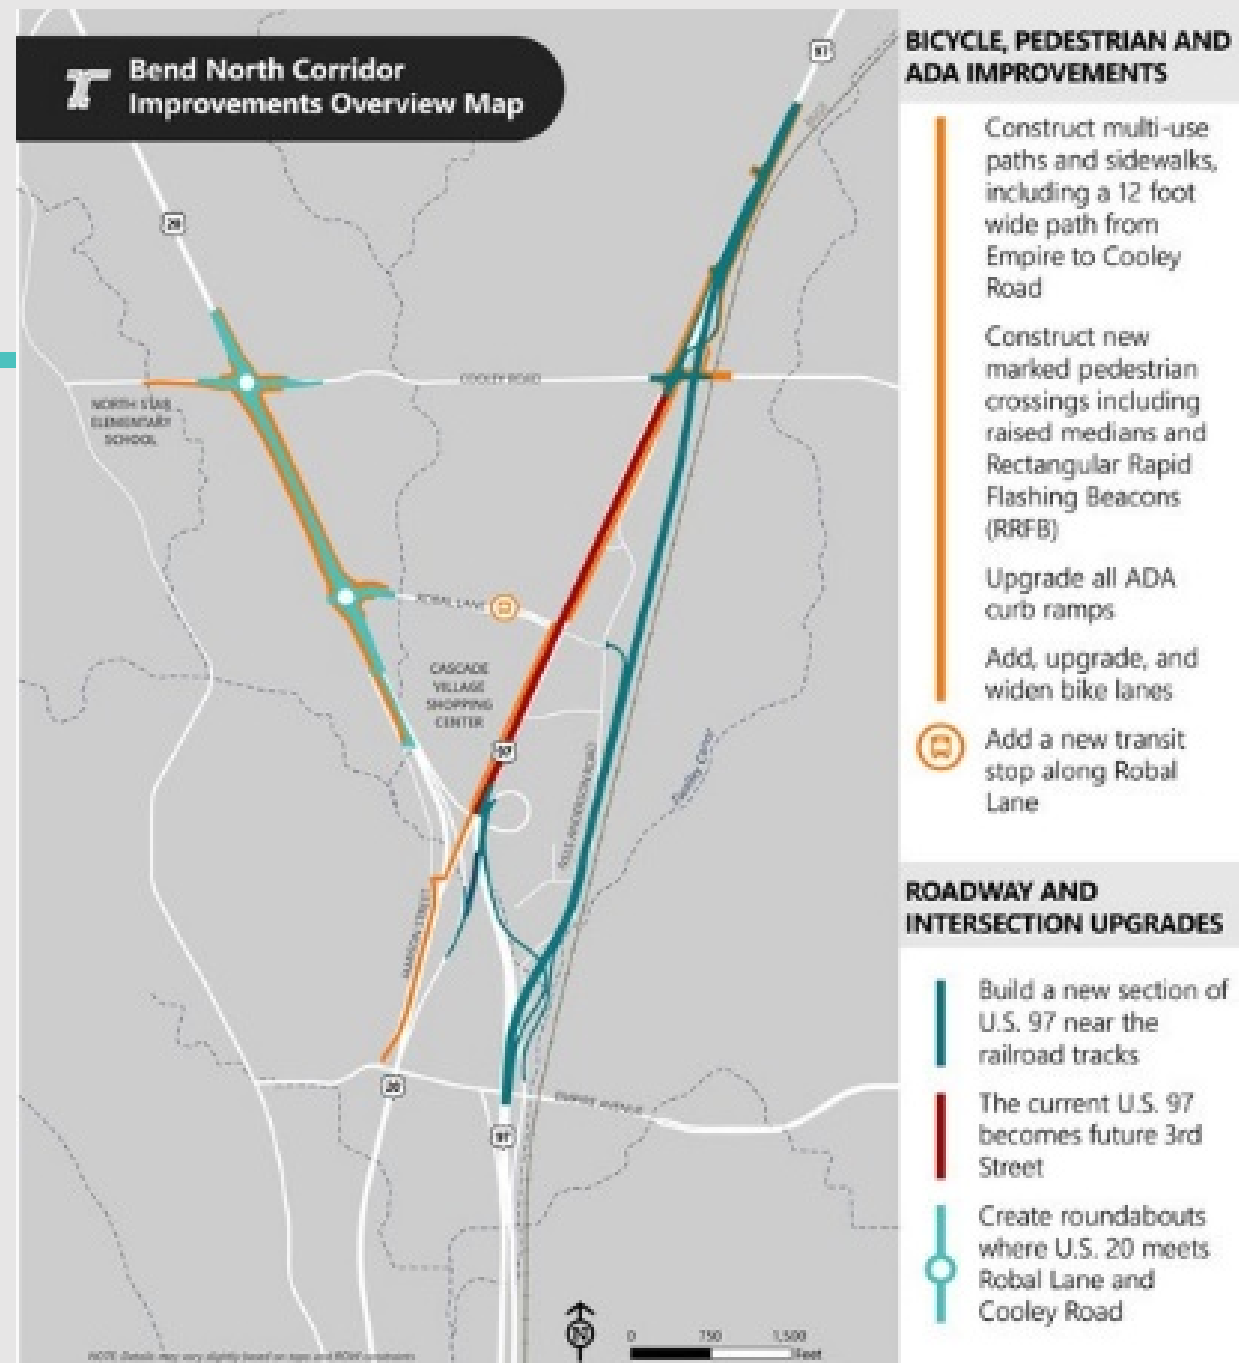 Bend North Corridor
Improvements Overview Map
97
20
COOLEY ROAD
NORTH STAR
ELEMENTARY
SCHOOL
ROBAL LANE
CASCADE
VILLAGE
SHOPPING
CENTER
97
20
EMPIRE AVENUE
97
N
0 750 1,500
Feet
BICYCLE, PEDESTRIAN AND
ADA IMPROVEMENTS
Construct multi-use
paths and sidewalks,
including a 12 foot
wide path from
Empire to Cooley
Road
Construct new
marked pedestrian
crossings including
raised medians and
Rectangular Rapid
Flashing Beacons
(RRFB)
Upgrade all ADA
curb ramps
Add, upgrade, and
widen bike lanes
Add a new transit
stop along Robal
Lane
ROADWAY AND
INTERSECTION UPGRADES
Build a new section of
U.S. 97 near the
railroad tracks
The current U.S. 97
becomes future 3rd
Street
Create roundabouts
where U.S. 20 meets
Robal Lane and
Cooley Road